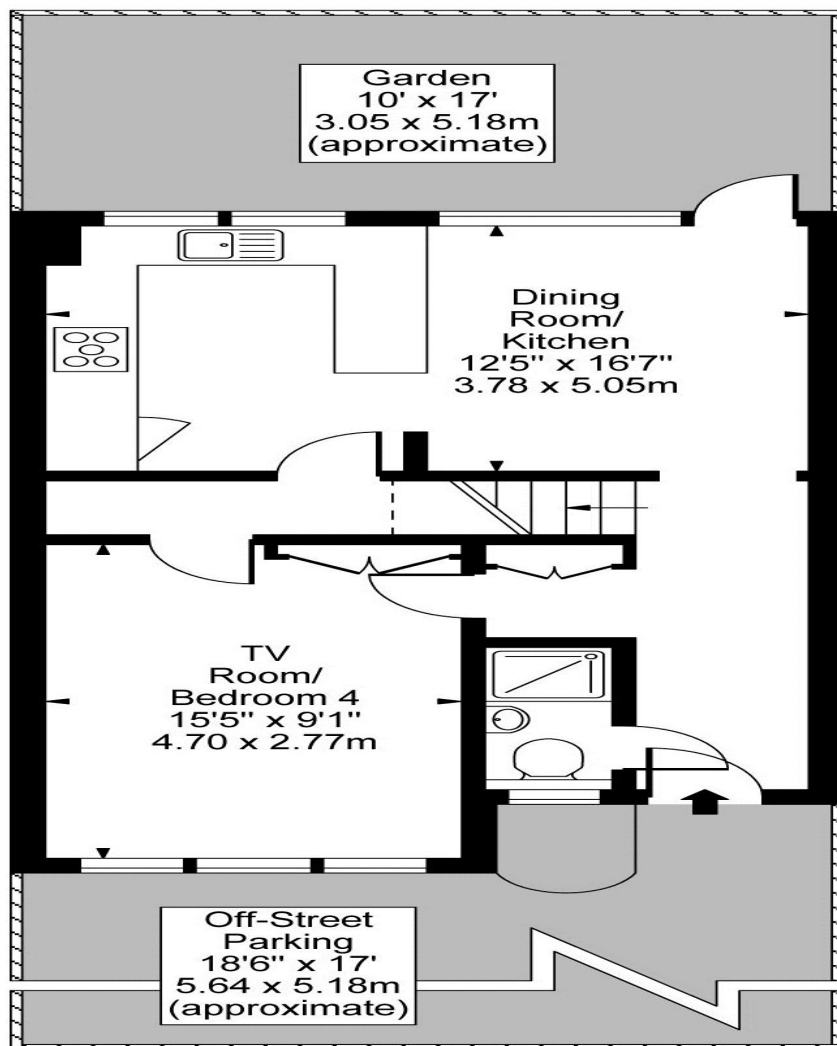 Garden
10' x 17'
3.05 x 5.18m
(approximate)
Dining
Room/
Kitchen
12'5" x 16'7"
3.78 x 5.05m
TV
Room/
Bedroom 4
15'5" x 9'1"
4.70 x 2.77m
Off-Street
Parking
18'6" x 17'
5.64 x 5.18m
(approximate)